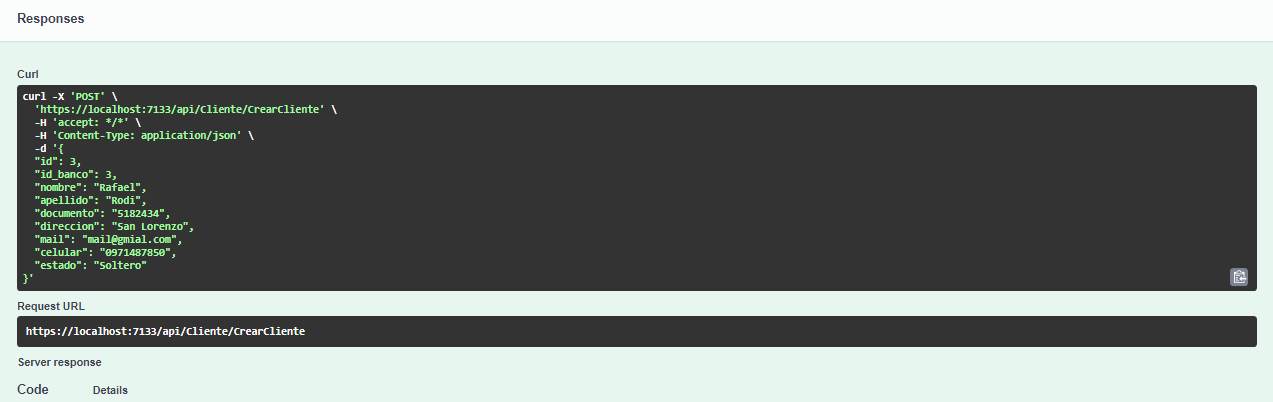 Responses
Curl
curl -X 'POST' \
  'https://localhost:7133/api/Cliente/CrearCliente' \
  -H 'accept: */*' \
  -H 'Content-Type: application/json' \
  -d '{
  "id": 3,
  "id_banco": 3,
  "nombre": "Rafael",
  "apellido": "Rodi",
  "documento": "5182434",
  "direccion": "San Lorenzo",
  "mail": "mail@gmial.com",
  "celular": "0971487850",
  "estado": "Soltero"
}'
Request URL
https://localhost:7133/api/Cliente/CrearCliente
Server response
Code Details